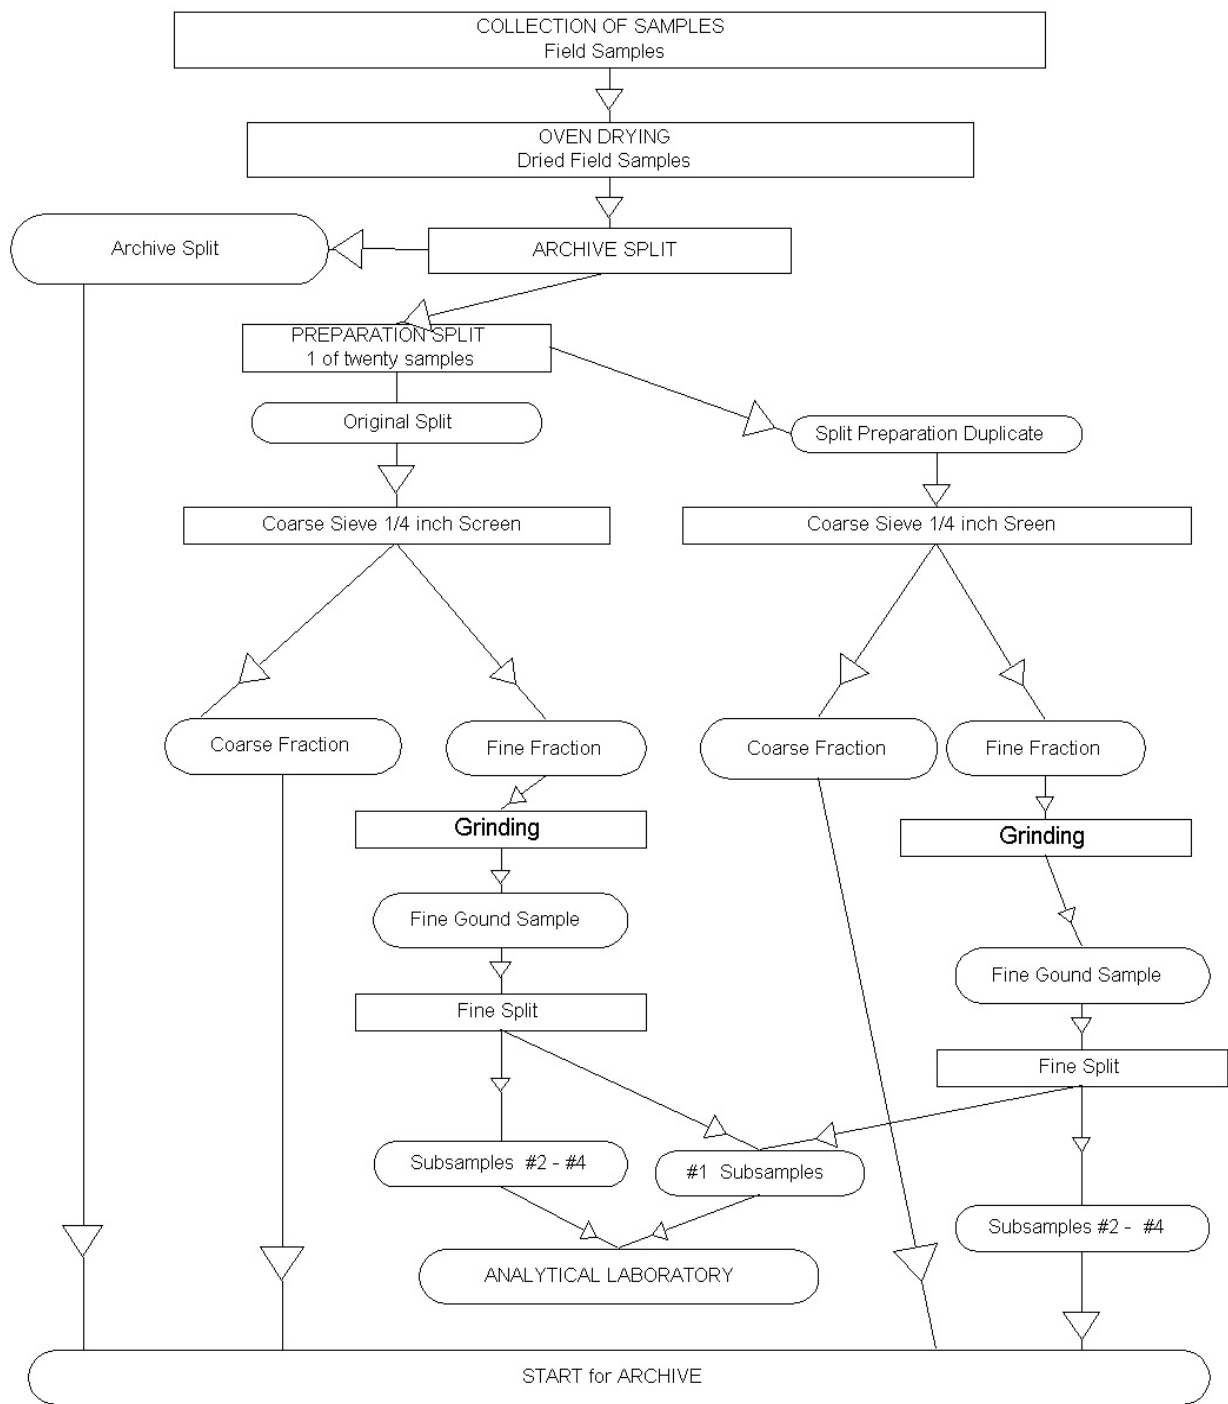 COLLECTION OF SAMPLES
Field Samples
OVEN DRYING
Dried Field Samples
Archive Split
ARCHIVE SPLIT
PREPARATION SPLIT
1 of twenty samples
Original Split
Split Preparation Duplicate
Coarse Sieve 1/4 inch Screen
Coarse Sieve 1/4 inch Sreen
Coarse Fraction
Fine Fraction
Coarse Fraction
Fine Fraction
Grinding
Grinding
Fine Gound Sample
Fine Gound Sample
Fine Split
Fine Split
Subsamples #2 - #4
#1 Subsamples
Subsamples #2 - #4
ANALYTICAL LABORATORY
START for ARCHIVE